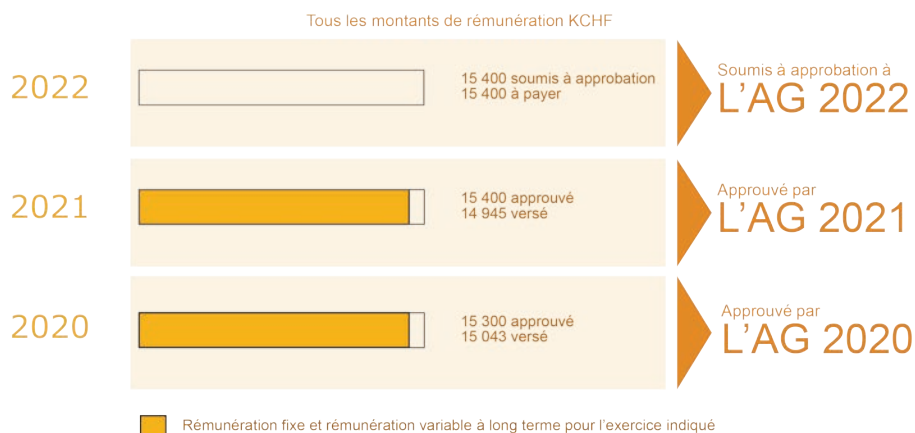 Tous les montants de rémunération KCHF
2022
15 400 soumis à approbation
15 400 à payer
Soumis à approbation à
L'AG 2022
2021
15 400 approuvé
14 945 versé
Approuvé par
L'AG 2021
2020
15 300 approuvé
15 043 versé
Approuvé par
L'AG 2020
Rémunération fixe et rémunération variable à long terme pour l'exercice indiqué